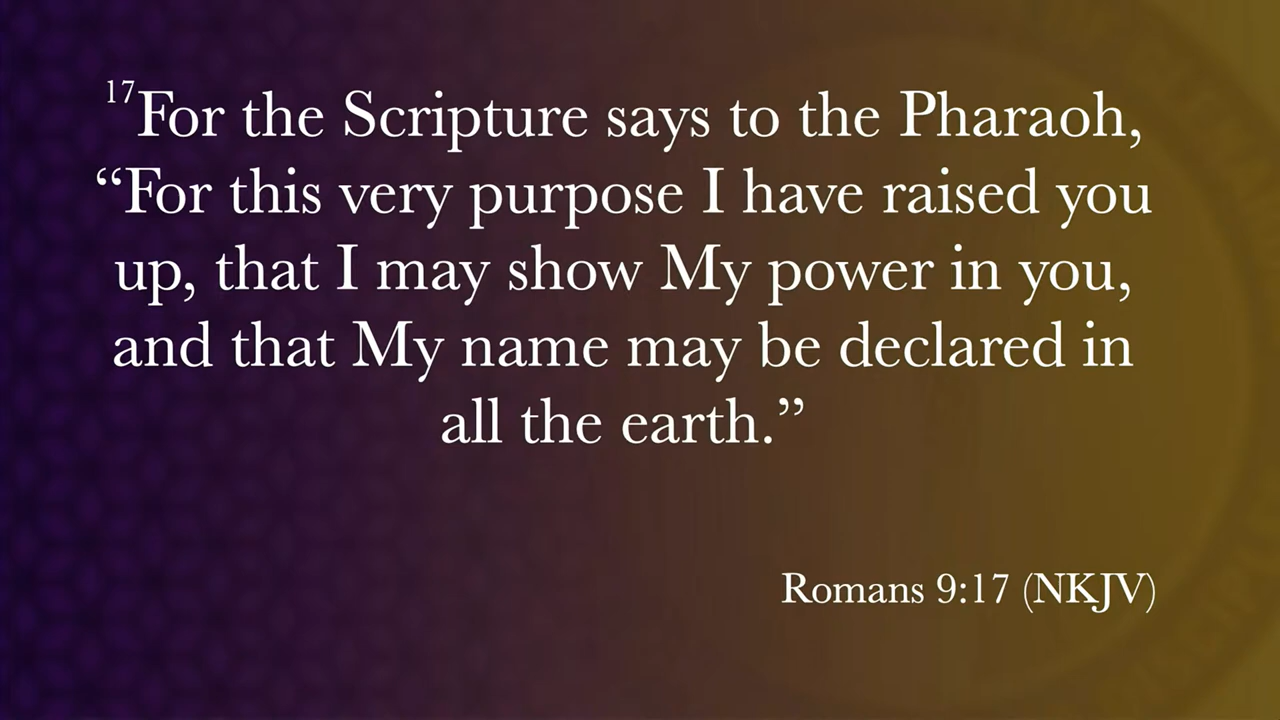 17For the Scripture says to the Pharaoh,
“For this very purpose I have raised you
up, that I may show My power in you,
and that My name may be declared in
all the earth.”
Romans 9:17 (NKJV)